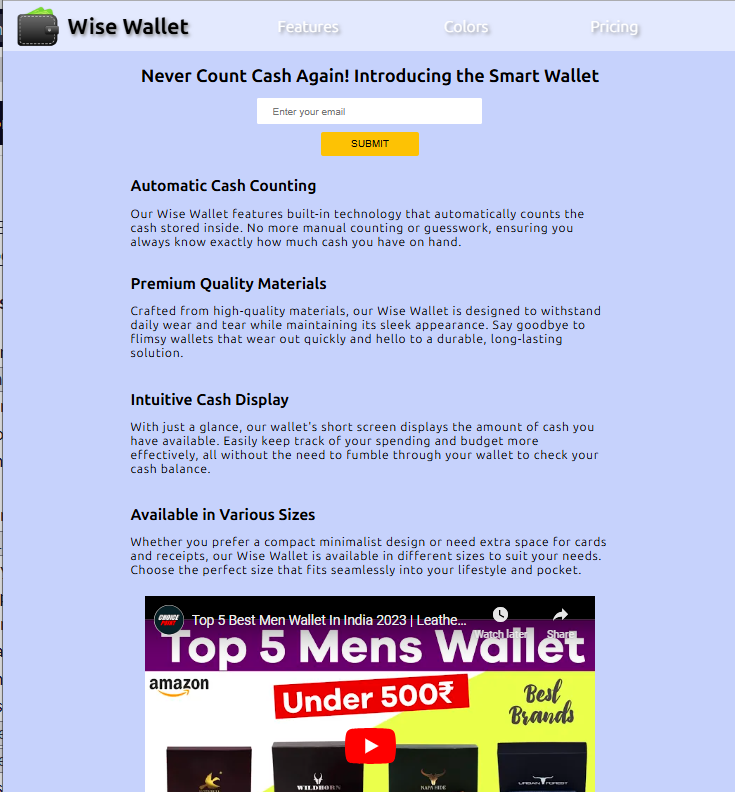 Wise Wallet
Features
Colors
Pricing
Never Count Cash Again! Introducing the Smart Wallet
Enter your email
SUBMIT
Automatic Cash Counting
Our Wise Wallet features built-in technology that automatically counts the
cash stored inside. No more manual counting or guesswork, ensuring you
always know exactly how much cash you have on hand.
Premium Quality Materials
Crafted from high-quality materials, our Wise Wallet is designed to withstand
daily wear and tear while maintaining its sleek appearance. Say goodbye to
flimsy wallets that wear out quickly and hello to a durable, long-lasting
solution.
Intuitive Cash Display
With just a glance, our wallet’s short screen displays the amount of cash you
have available. Easily keep track of your spending and budget more
effectively, all without the need to fumble through your wallet to check your
cash balance.
Available in Various Sizes
Whether you prefer a compact minimalist design or need extra space for cards
and receipts, our Wise Wallet is available in different sizes to suit your needs.
Choose the perfect size that fits seamlessly into your lifestyle and pocket.
CHOICE
POINT
Top 5 Best Men Wallet In India 2023 | Leathe...
Watch later
Share
Top 5 Mens Wallet
amazon
Under 500₹
Best
Brands
WILDHORN
NAPA HIDE
URBAN FOREST